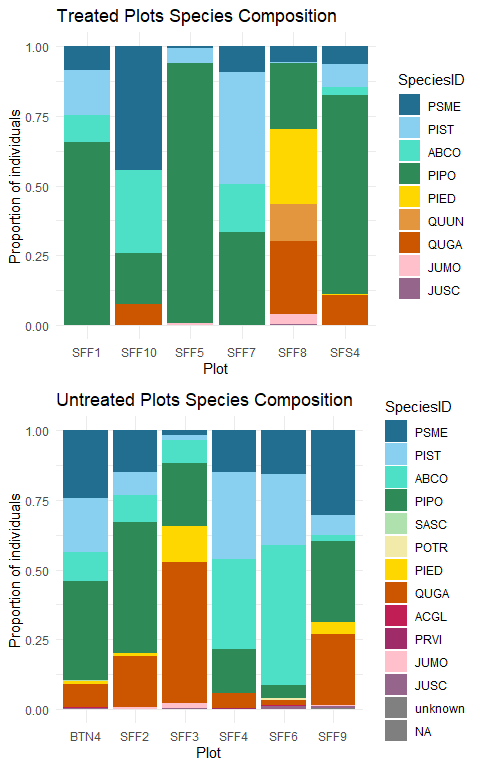 Treated Plots Species Composition
Proportion of individuals
1.00
0.75
0.50
0.25
0.00
SFF1 SFF10 SFF5 SFF7 SFF8 SFS4
Plot
SpeciesID
PSME
PIST
ABCO
PIPO
PIED
QUUN
QUGA
JUMO
JUSC
Untreated Plots Species Composition
Proportion of individuals
1.00
0.75
0.50
0.25
0.00
BTN4 SFF2 SFF3 SFF4 SFF6 SFF9
Plot
SpeciesID
PSME
PIST
ABCO
PIPO
SASC
POTR
PIED
QUGA
ACGL
PRVI
JUMO
JUSC
unknown
NA